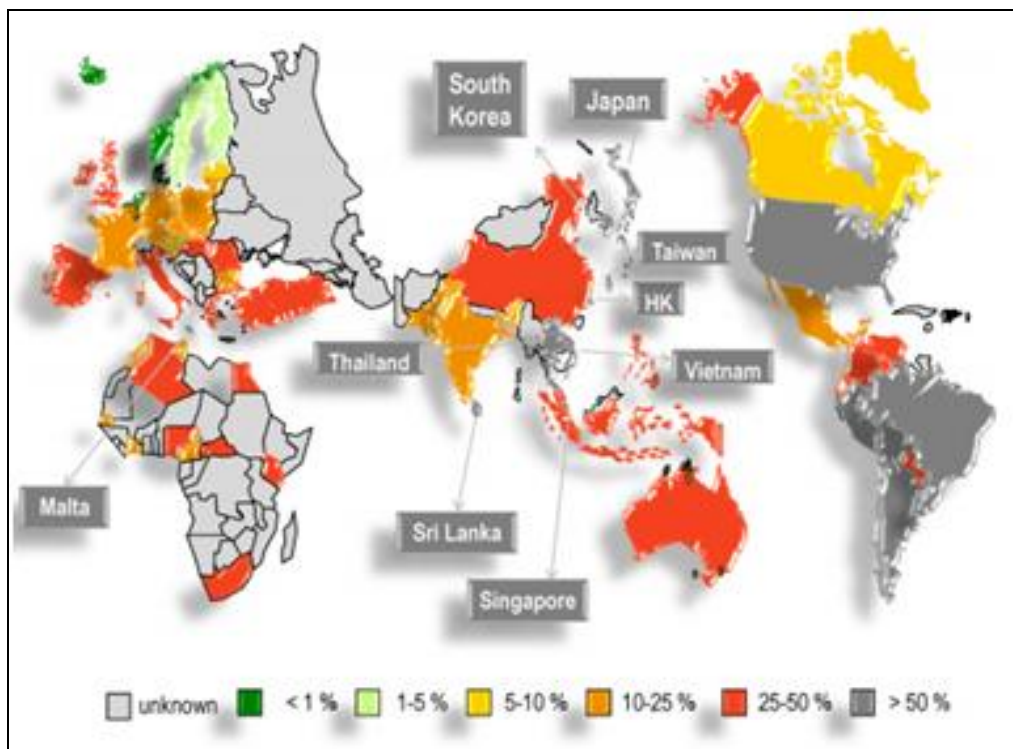 South
Korea
Japan
Taiwan
HK
Thailand
Vietnam
Malta
Sri Lanka
Singapore
unknown < 1 % 1-5 % 5-10 % 10-25 % 25-50 % > 50 %